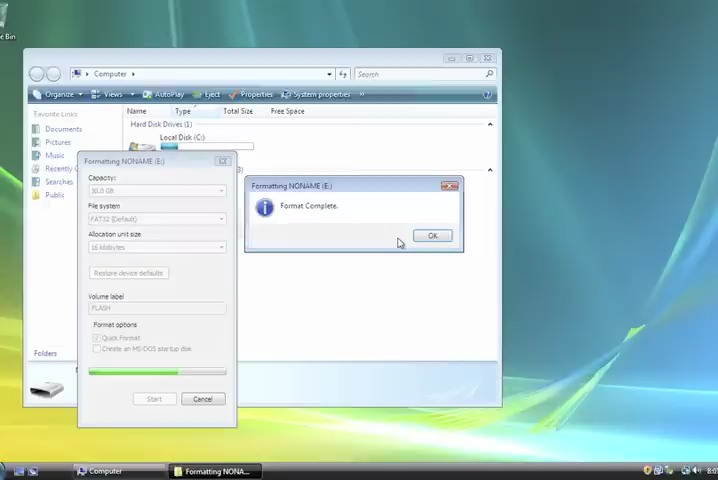 e Bin
Computer
Search
Organize Views AutoPlay Eject Properties System properties »
Favorite Links
Name Type Total Size Free Space
Documents
Hard Disk Drives (1)
Pictures
Local Disk (C:)
Music
Recently C
Searches
Public
Formatting NONAME (E:)
Capacity:
30.0 GB
File system
FAT32 (Default)
Allocation unit size
16 kilobytes
Restore device defaults
Volume label
FLASH
Format options
Quick Format
Create an MS-DOS startup disk
Start Cancel
3)
Formatting NONAME (E:)
Format Complete.
OK
Folders
Computer
Formatting NONA...